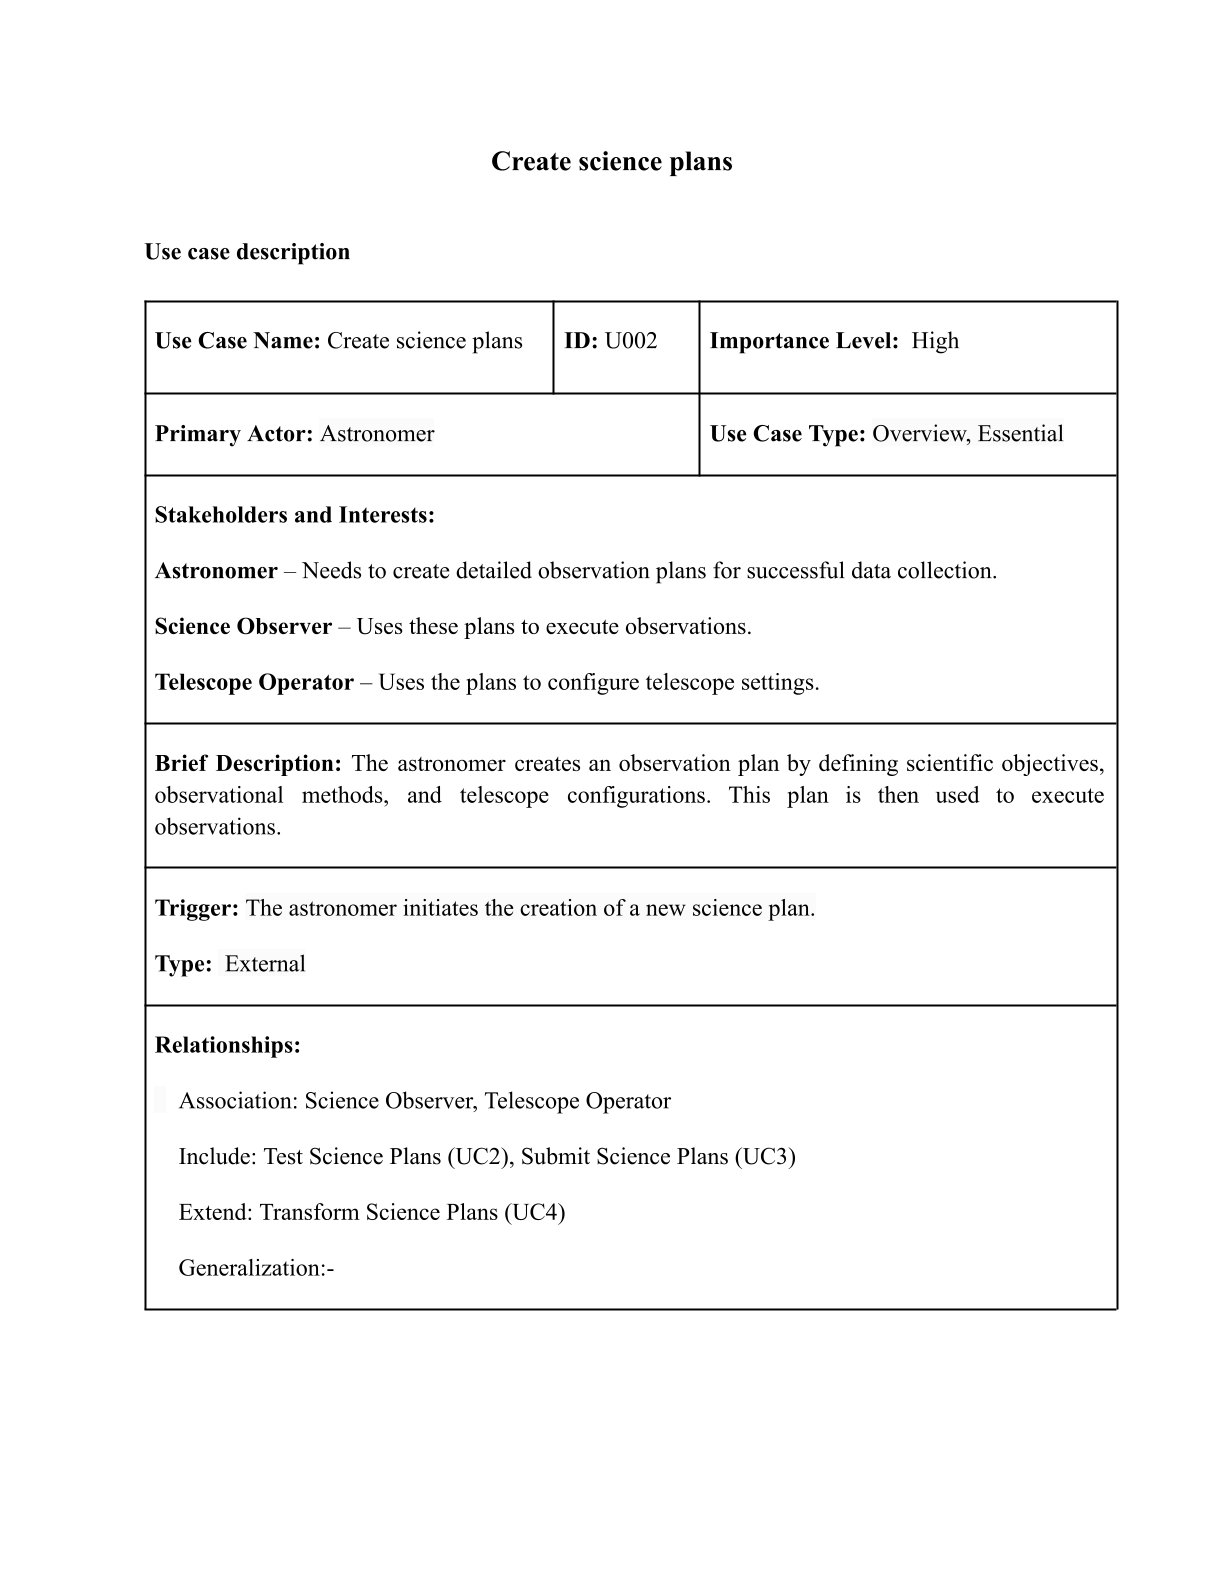 Create science plans
Use case description
Use Case Name: Create science plans
ID: U002
Importance Level: High
Primary Actor: Astronomer
Use Case Type: Overview, Essential
Stakeholders and Interests:
Astronomer – Needs to create detailed observation plans for successful data collection.
Science Observer – Uses these plans to execute observations.
Telescope Operator – Uses the plans to configure telescope settings.
Brief Description: The astronomer creates an observation plan by defining scientific objectives,
observational methods, and telescope configurations. This plan is then used to execute
observations.
Trigger: The astronomer initiates the creation of a new science plan.
Type: External
Relationships:
Association: Science Observer, Telescope Operator
Include: Test Science Plans (UC2), Submit Science Plans (UC3)
Extend: Transform Science Plans (UC4)
Generalization:-